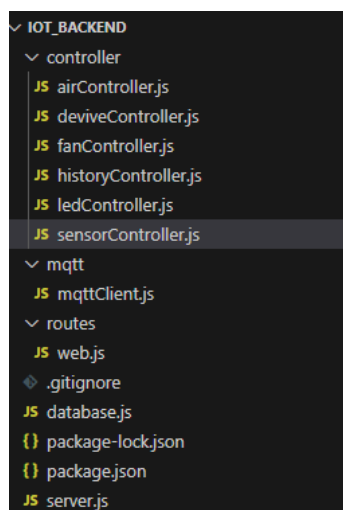 IOT_BACKEND
controller
JS airController.js
JS deviveController.js
JS fanController.js
JS historyController.js
JS ledController.js
JS sensorController.js
mqtt
JS mqttClient.js
routes
JS web.js
.gitignore
JS database.js
{} package-lock.json
{} package.json
JS server.js